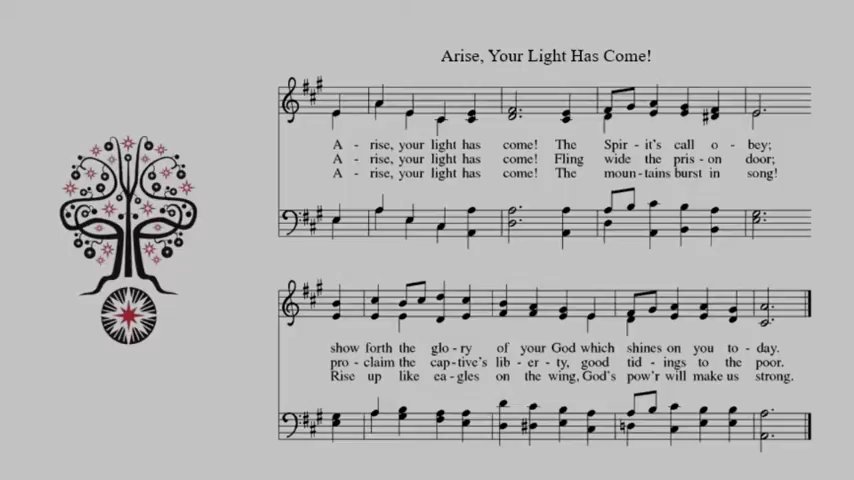 Arise, Your Light Has Come!
A - rise, your light has come! The Spir - it's call o - bey;
A - rise, your light has come! Fling wide the pris - on door;
A - rise, your light has come! The moun - tains burst in song!
show forth the glo - ry of your God which shines on you to - day.
pro - claim the cap - tive's lib - er - ty, good tid - ings to the poor.
Rise up like ea - gles on the wing, God's pow'r will make us strong.